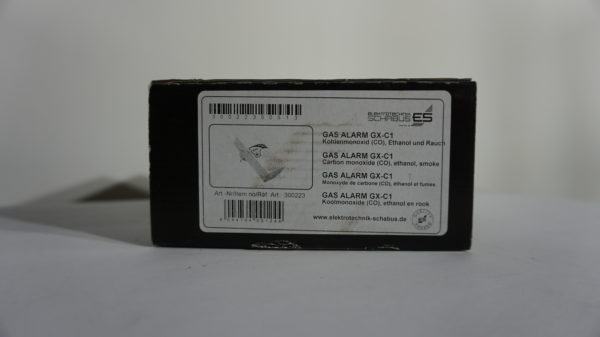 ELEKTROTECHNIK
SCHABUS ES
GAS ALARM GX-C1
Kohlenmonoxid (CO), Ethanol und Rauch
GAS ALARM GX-C1
Carbon monoxide (CO), ethanol, smoke
GAS ALARM GX-C1
Monoxyde de carbone (CO), éthanol et fumée
GAS ALARM GX-C1
Koolmonoxide (CO), ethanol en rook
Art.-Nr/Item no/Réf. Art.: 300223
www.elektrotechnik-schabus.de